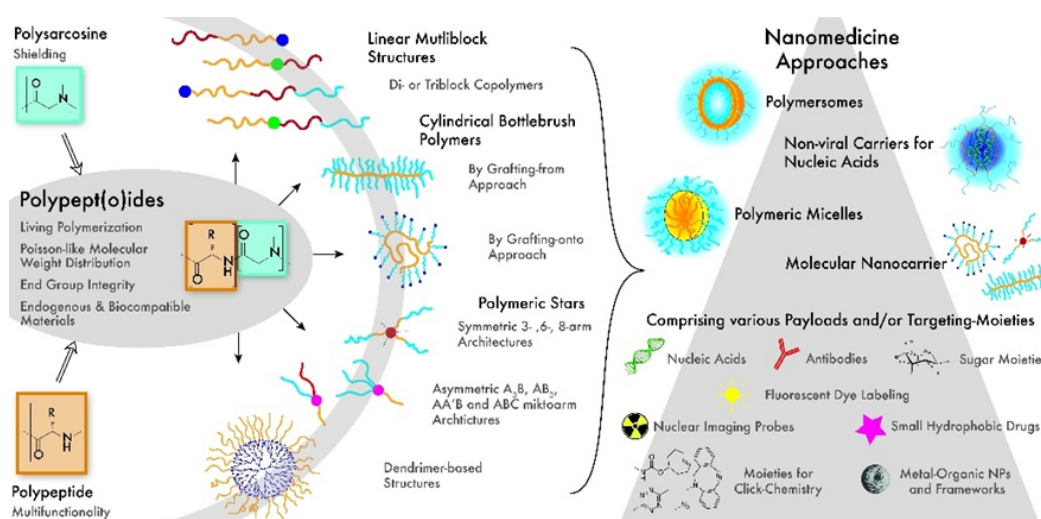 Polysarcosine
Shielding
Polypept(o)ides
Living Polymerization
Poisson-like Molecular
Weight Distribution
End Group Integrity
Endogenous & Biocompatible
Materials
Polypeptide
Multifunctionality
Linear Mutliblock
Structures
Di- or Triblock Copolymers
Cylindrical Bottlebrush
Polymers
By Grafting-from
Approach
By Grafting-onto
Approach
Polymeric Stars
Symmetric 3- ,6-, 8-arm
Architectures
Asymmetric A₂B, AB₂,
AA'B and ABC miktoarm
Archtictures
Dendrimer-based
Structures
Nanomedicine
Approaches
Polymersomes
Non-viral Carriers for
Nucleic Acids
Polymeric Micelles
Molecular Nanocarrier
Comprising various Payloads and/or Targeting-Moieties
Nucleic Acids
Antibodies
Sugar Moietie
Fluorescent Dye Labeling
Nuclear Imaging Probes
Small Hydrophobic Drugs
Moieties for
Click-Chemistry
Metal-Organic NPs
and Frameworks